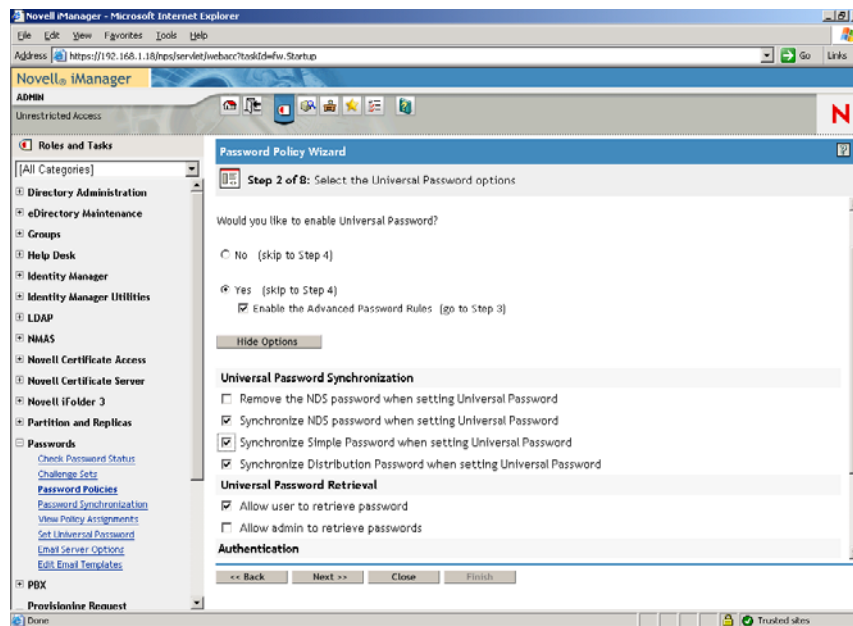 Novell iManager - Microsoft Internet Explorer
File Edit View Favorites Tools Help
Address https://192.168.1.18/nps/servlet/webacc?taskId=fw.Startup Go Links
Novell® iManager
ADMIN
Unrestricted Access
N
Roles and Tasks
[All Categories]
Directory Administration
eDirectory Maintenance
Groups
Help Desk
Identity Manager
Identity Manager Utilities
LDAP
NMAS
Novell Certificate Access
Novell Certificate Server
Novell iFolder 3
Partition and Replicas
Passwords
Check Password Status
Challenge Sets
Password Policies
Password Synchronization
View Policy Assignments
Set Universal Password
Email Server Options
Edit Email Templates
PBX
Provisioning Request
Password Policy Wizard
?
Step 2 of 8: Select the Universal Password options
Would you like to enable Universal Password?
No (skip to Step 4)
Yes (skip to Step 4)
Enable the Advanced Password Rules (go to Step 3)
Hide Options
Universal Password Synchronization
Remove the NDS password when setting Universal Password
Synchronize NDS password when setting Universal Password
Synchronize Simple Password when setting Universal Password
Synchronize Distribution Password when setting Universal Password
Universal Password Retrieval
Allow user to retrieve password
Allow admin to retrieve passwords
Authentication
<< Back Next >> Close Finish
Done Trusted sites